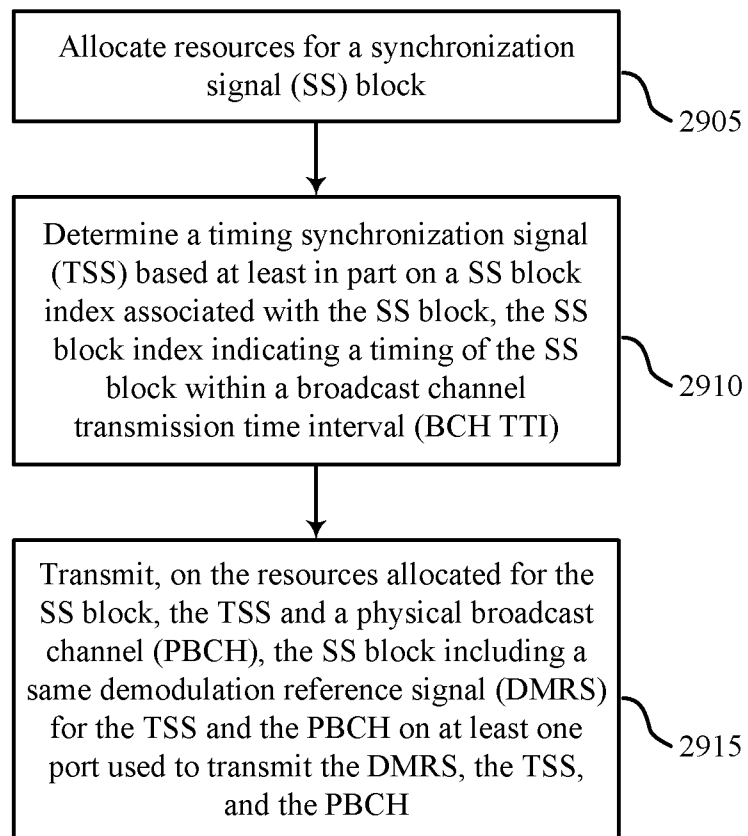 Allocate resources for a synchronization
signal (SS) block
2905
Determine a timing synchronization signal
(TSS) based at least in part on a SS block
index associated with the SS block, the SS
block index indicating a timing of the SS
block within a broadcast channel
transmission time interval (BCH TTI)
2910
Transmit, on the resources allocated for the
SS block, the TSS and a physical broadcast
channel (PBCH), the SS block including a
same demodulation reference signal (DMRS)
for the TSS and the PBCH on at least one
port used to transmit the DMRS, the TSS,
and the PBCH
2915